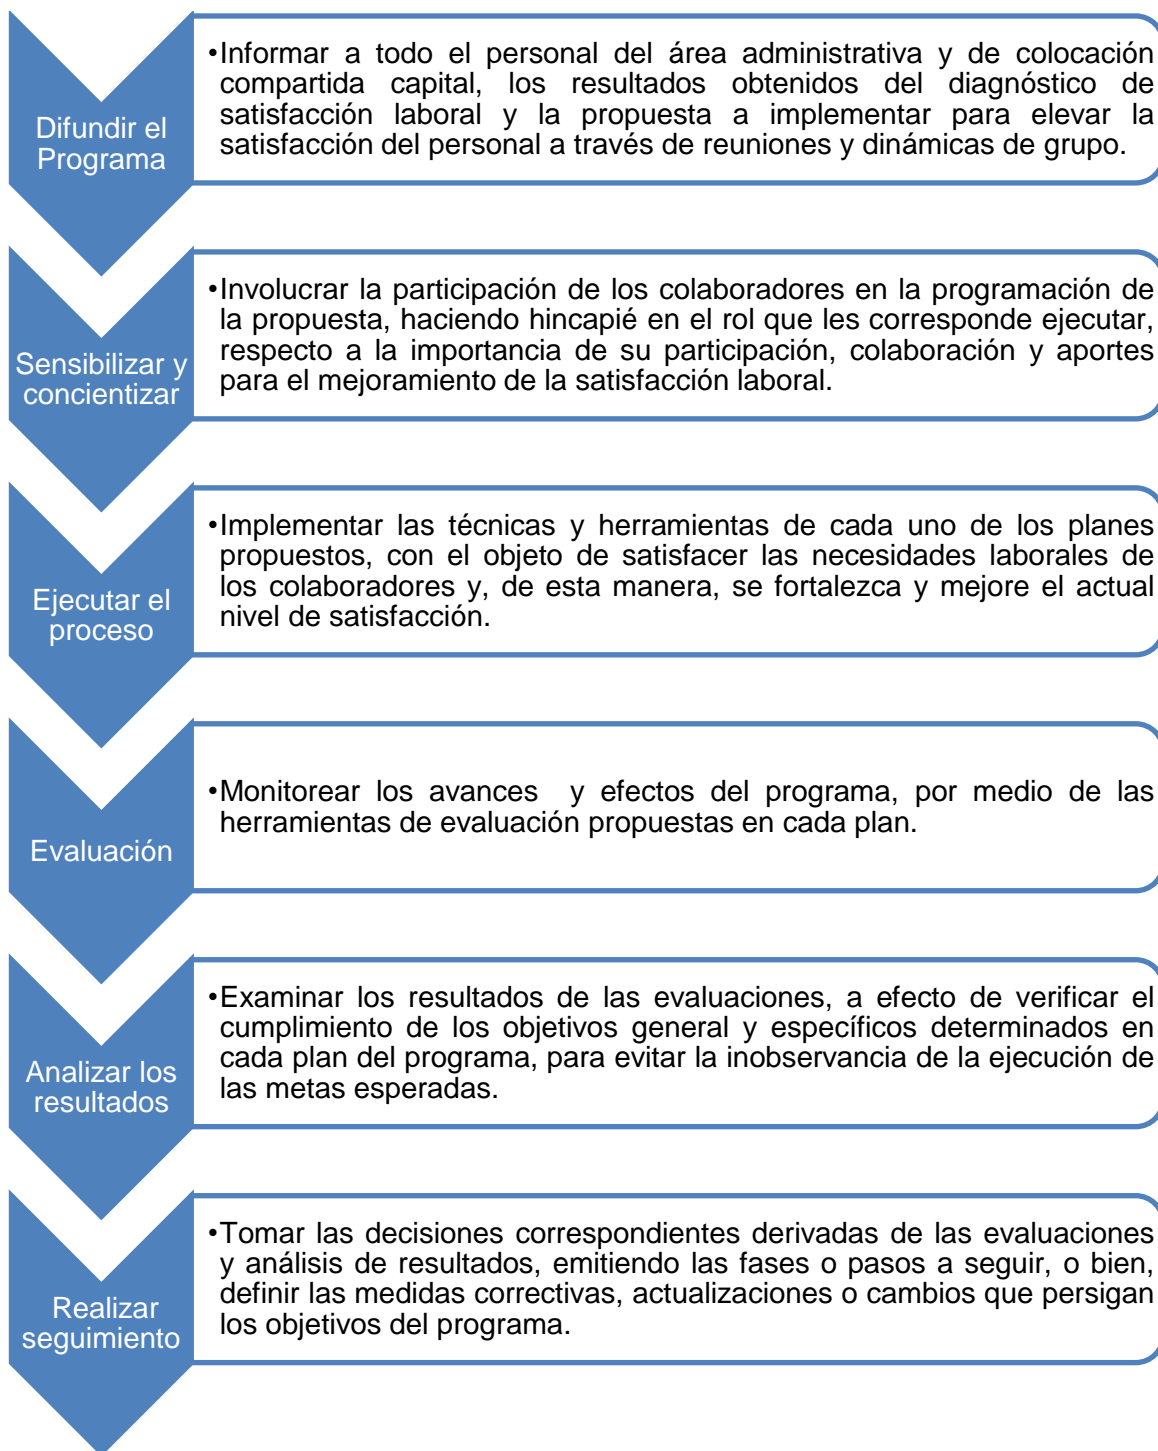 Difundir el
Programa
•Informar a todo el personal del área administrativa y de colocación
compartida capital, los resultados obtenidos del diagnóstico de
satisfacción laboral y la propuesta a implementar para elevar la
satisfacción del personal a través de reuniones y dinámicas de grupo.
Sensibilizar y
concientizar
•Involucrar la participación de los colaboradores en la programación de
la propuesta, haciendo hincapié en el rol que les corresponde ejecutar,
respecto a la importancia de su participación, colaboración y aportes
para el mejoramiento de la satisfacción laboral.
Ejecutar el
proceso
•Implementar las técnicas y herramientas de cada uno de los planes
propuestos, con el objeto de satisfacer las necesidades laborales de
los colaboradores y, de esta manera, se fortalezca y mejore el actual
nivel de satisfacción.
Evaluación
•Monitorear los avances y efectos del programa, por medio de las
herramientas de evaluación propuestas en cada plan.
Analizar los
resultados
•Examinar los resultados de las evaluaciones, a efecto de verificar el
cumplimiento de los objetivos general y específicos determinados en
cada plan del programa, para evitar la inobservancia de la ejecución de
las metas esperadas.
Realizar
seguimiento
•Tomar las decisiones correspondientes derivadas de las evaluaciones
y análisis de resultados, emitiendo las fases o pasos a seguir, o bien,
definir las medidas correctivas, actualizaciones o cambios que persigan
los objetivos del programa.